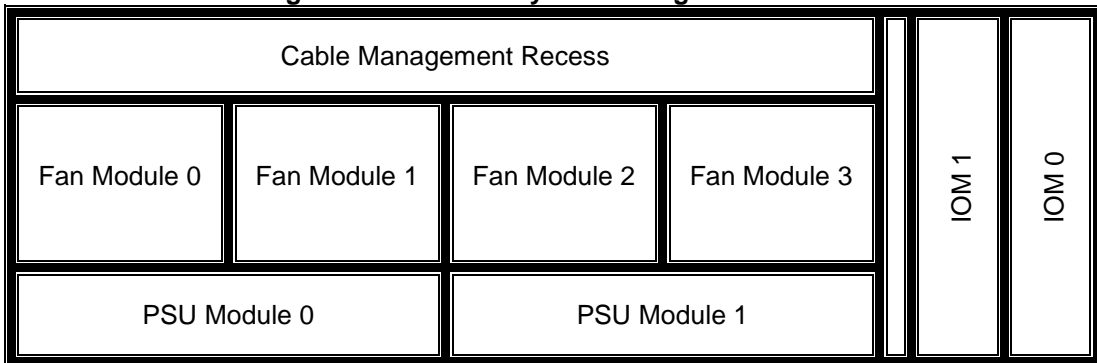 Cable Management Recess
Fan Module 0
Fan Module 1
Fan Module 2
Fan Module 3
IOM 1
IOM 0
PSU Module 0
PSU Module 1